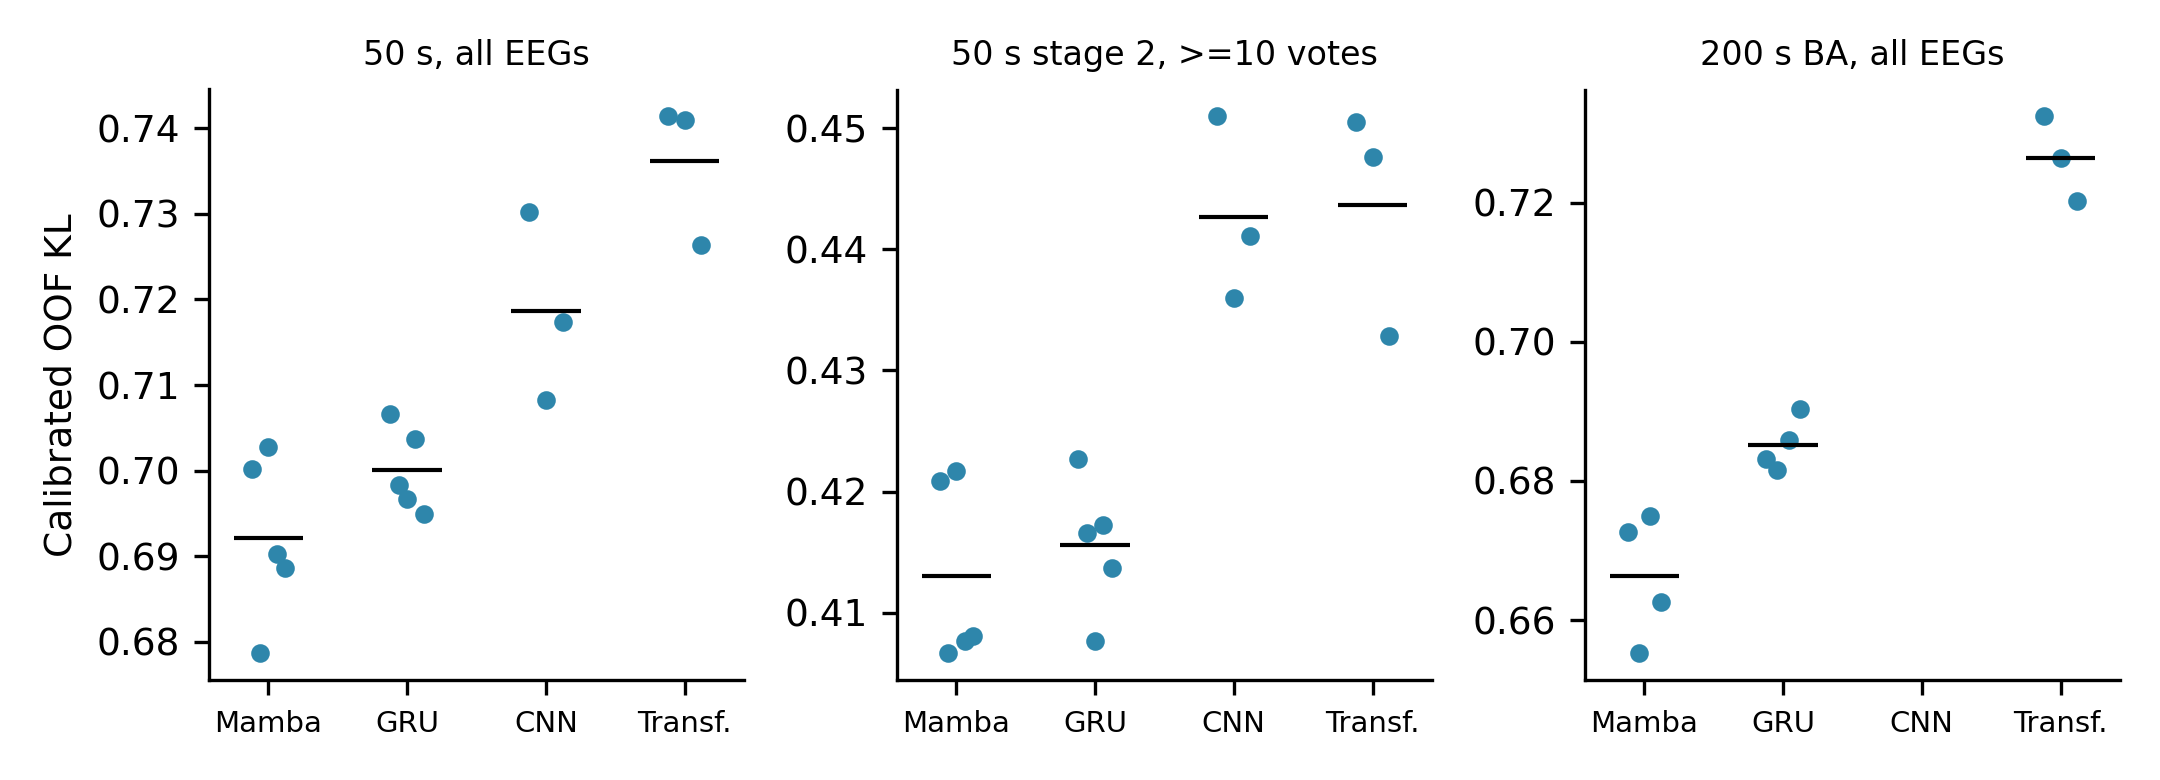 50 s, all EEGs
Calibrated OOF KL
0.74
0.73
0.72
0.71
0.70
0.69
0.68
Mamba GRU CNN Transf.
50 s stage 2, >=10 votes
0.45
0.44
0.43
0.42
0.41
Mamba GRU CNN Transf.
200 s BA, all EEGs
0.72
0.70
0.68
0.66
Mamba GRU CNN Transf.